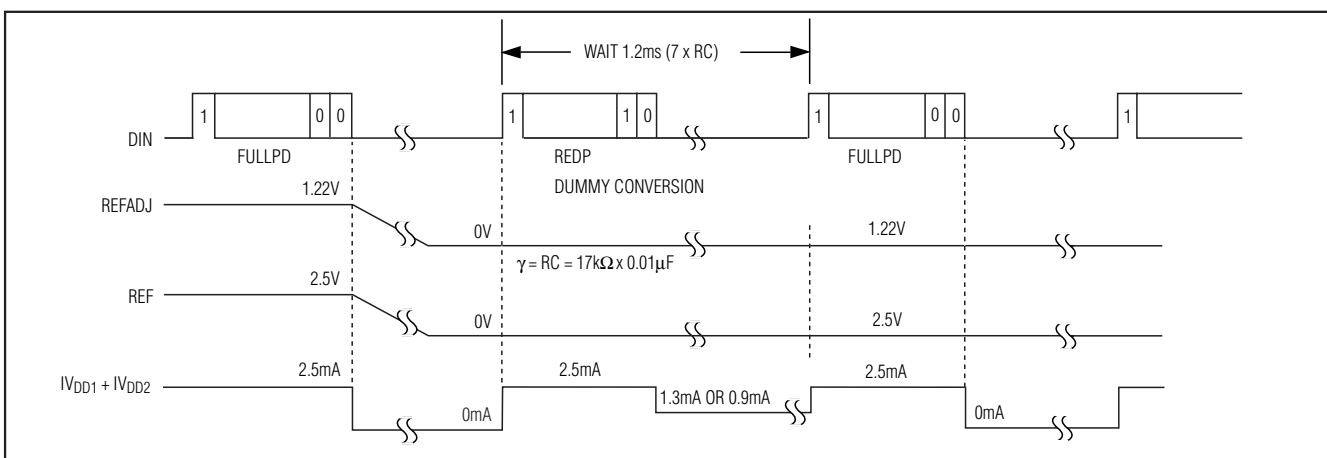 WAIT 1.2ms (7 x RC)
DIN 1 0 0 1 1 0 1 0 0 1
FULLPD REDP FULLPD
DUMMY CONVERSION
REFADJ 1.22V 0V 1.22V
γ = RC = 17kΩ x 0.01μF
REF 2.5V 0V 2.5V
IVDD1 + IVDD2 2.5mA 0mA 2.5mA 1.3mA OR 0.9mA 2.5mA 0mA